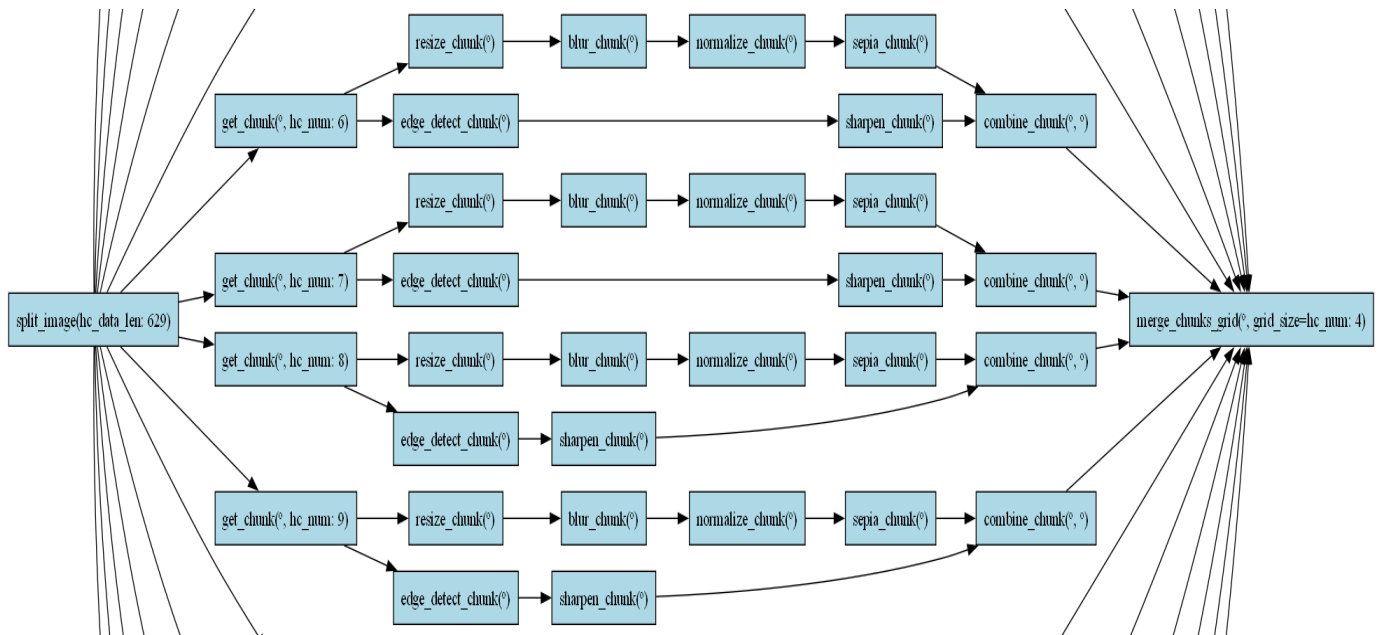 resize_chunk(°)
blur_chunk(°)
normalize_chunk(°)
sepia_chunk(°)
get_chunk(°, hc_num: 6)
edge_detect_chunk(°)
sharpen_chunk(°)
combine_chunk(°, °)
resize_chunk(°)
blur_chunk(°)
normalize_chunk(°)
sepia_chunk(°)
get_chunk(°, hc_num: 7)
edge_detect_chunk(°)
sharpen_chunk(°)
combine_chunk(°, °)
split_image(hc_data_len: 629)
merge_chunks_grid(°, grid_size=hc_num: 4)
get_chunk(°, hc_num: 8)
resize_chunk(°)
blur_chunk(°)
normalize_chunk(°)
sepia_chunk(°)
combine_chunk(°, °)
edge_detect_chunk(°)
sharpen_chunk(°)
get_chunk(°, hc_num: 9)
resize_chunk(°)
blur_chunk(°)
normalize_chunk(°)
sepia_chunk(°)
combine_chunk(°, °)
edge_detect_chunk(°)
sharpen_chunk(°)